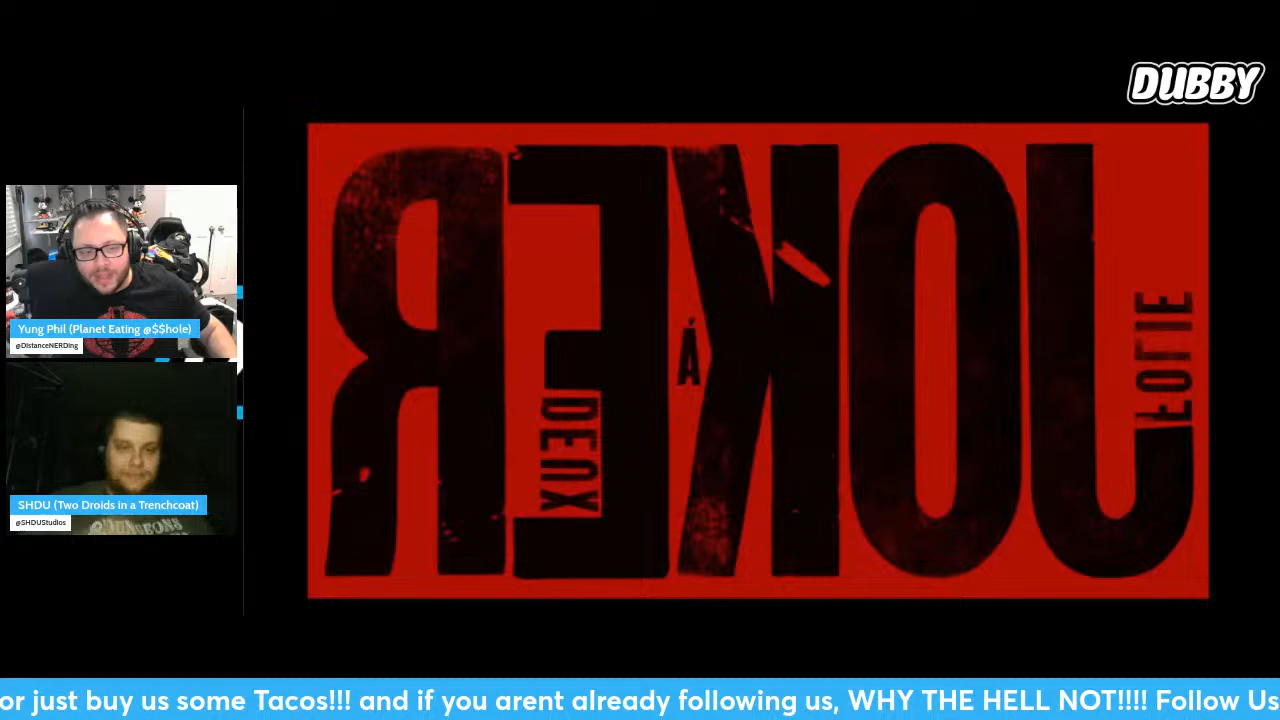 DUBBY
JOKER
FOLIE
À
DEUX
Yung Phil (Planet Eating @$$hole)
@DistanceNERDing
SHDU (Two Droids in a Trenchcoat)
@SHDUStudios
DUNGEONS
or just buy us some Tacos!!! and if you arent already following us, WHY THE HELL NOT!!!! Follow Us